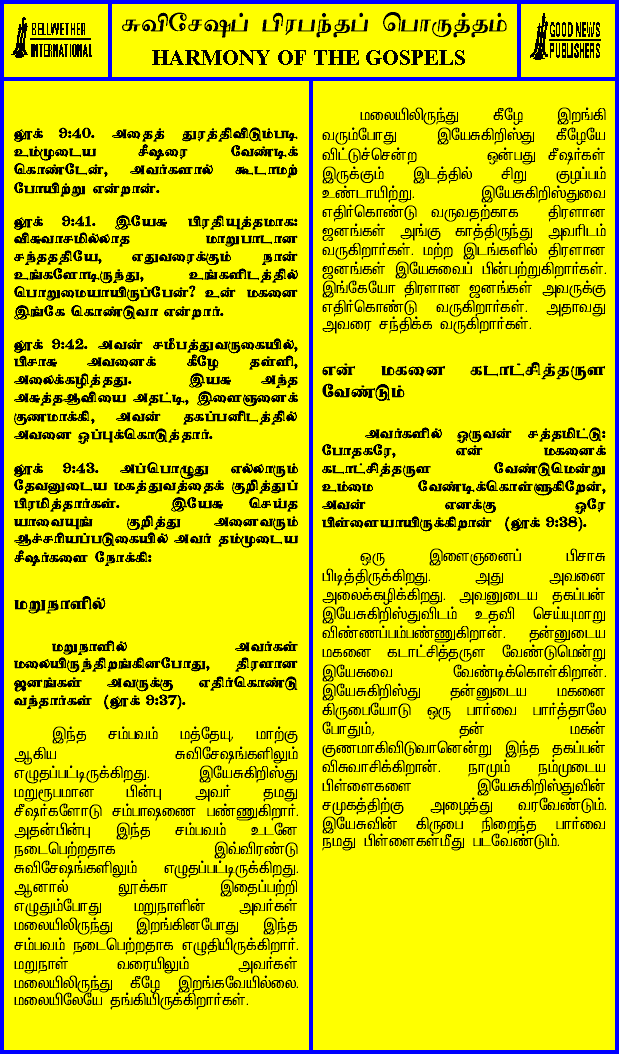 BELLWETHER
INTERNATIONAL
சுவிசேஷப் பிரபந்தப் பொருத்தம்
HARMONY OF THE GOSPELS
GOOD NEWS
PUBLISHERS
லூக் 9:40. அதைத் துரத்திவிடும்படி
உம்முடைய சீஷரை வேண்டிக்
கொண்டேன், அவர்களால் கூடாமற்
போயிற்று என்றான்.
லூக் 9:41. இயேசு பிரதியுத்தமாக:
விசுவாசமில்லாத மாறுபாடான
சந்தததியே, எதுவரைக்கும் நான்
உங்களோடிருந்து, உங்களிடத்தில்
பொறுமையாயிருப்பேன்? உன் மகனை
இங்கே கொண்டுவா என்றார்.
லூக் 9:42. அவன் சமீபத்துவருகையில்,
பிசாசு அவனைக் கீழே தள்ளி,
அலைக்கழித்தது. இயசு அந்த
அசுத்தஆவியை அதட்டி, இளைஞனைக்
குணமாக்கி, அவன் தகப்பனிடத்தில்
அவனை ஒப்புக்கொடுத்தார்.
லூக் 9:43. அப்பொழுது எல்லாரும்
தேவனுடைய மகத்துவத்தைக் குறித்துப்
பிரமித்தார்கள். இயேசு செய்த
யாவையுங் குறித்து அனைவரும்
ஆச்சரியப்படுகையில் அவர் தம்முடைய
சீஷர்களை நோக்கி:
மறுநாளில்
மறுநாளில் அவர்கள்
மலையிருந்திறங்கினபோது, திரளான
ஜனங்கள் அவருக்கு எதிர்கொண்டு
வந்தார்கள் (லூக் 9:37).
இந்த சம்பவம் மத்தேயு, மாற்கு
ஆகிய சுவிசேஷங்களிலும்
எழுதப்பட்டிருக்கிறது. இயேசுகிறிஸ்து
மறுரூபமான பின்பு அவர் தமது
சீஷர்களோடு சம்பாஷணை பண்ணுகிறார்.
அதன்பின்பு இந்த சம்பவம் உடனே
நடைபெற்றதாக இவ்விரண்டு
சுவிசேஷங்களிலும் எழுதப்பட்டிருக்கிறது.
ஆனால் லூக்கா இதைப்பற்றி
எழுதும்போது மறுநாளின் அவர்கள்
மலையிலிருந்து இறங்கினபோது இந்த
சம்பவம் நடைபெற்றதாக எழுதியிருக்கிறார்.
மறுநாள் வரையிலும் அவர்கள்
மலையிலிருந்து கீழே இறங்கவேயில்லை.
மலையிலேயே தங்கியிருக்கிறார்கள்.
மலையிலிருந்து கீழே இறங்கி
வரும்போது இயேசுகிறிஸ்து கீழேயே
விட்டுச்சென்ற ஒன்பது சீஷர்கள்
இருக்கும் இடத்தில் சிறு குழப்பம்
உண்டாயிற்று. இயேசுகிறிஸ்துவை
எதிர்கொண்டு வருவதற்காக திரளான
ஜனங்கள் அங்கு காத்திருந்து அவரிடம்
வருகிறார்கள். மற்ற இடங்களில் திரளான
ஜனங்கள் இயேசுவைப் பின்பற்றுகிறார்கள்.
இங்கேயோ திரளான ஜனங்கள் அவருக்கு
எதிர்கொண்டு வருகிறார்கள். அதாவது
அவரை சந்திக்க வருகிறார்கள்.
என் மகனை கடாட்சித்தருள
வேண்டும்
அவர்களில் ஒருவன் சத்தமிட்டு:
போதகரே, என் மகனைக்
கடாட்சித்தருள வேண்டுமென்று
உம்மை வேண்டிக்கொள்ளுகிறேன்,
அவன் எனக்கு ஒரே
பிள்ளையாயிருக்கிறான் (லூக் 9:38).
ஒரு இளைஞனைப் பிசாசு
பிடித்திருக்கிறது. அது அவனை
அலைக்கழிக்கிறது. அவனுடைய தகப்பன்
இயேசுகிறிஸ்துவிடம் உதவி செய்யுமாறு
விண்ணப்பம்பண்ணுகிறான். தன்னுடைய
மகனை கடாட்சித்தருள வேண்டுமென்று
இயேசுவை வேண்டிக்கொள்கிறான்.
இயேசுகிறிஸ்து தன்னுடைய மகனை
கிருபையோடு ஒரு பார்வை பார்த்தாலே
போதும், தன் மகன்
குணமாகிவிடுவானென்று இந்த தகப்பன்
விசுவாசிக்கிறான். நாமும் நம்முடைய
பிள்ளைகளை இயேசுகிறிஸ்துவின்
சமுகத்திற்கு அழைத்து வரவேண்டும்.
இயேசுவின் கிருபை நிறைந்த பார்வை
நமது பிள்ளைகள்மீது படவேண்டும்.